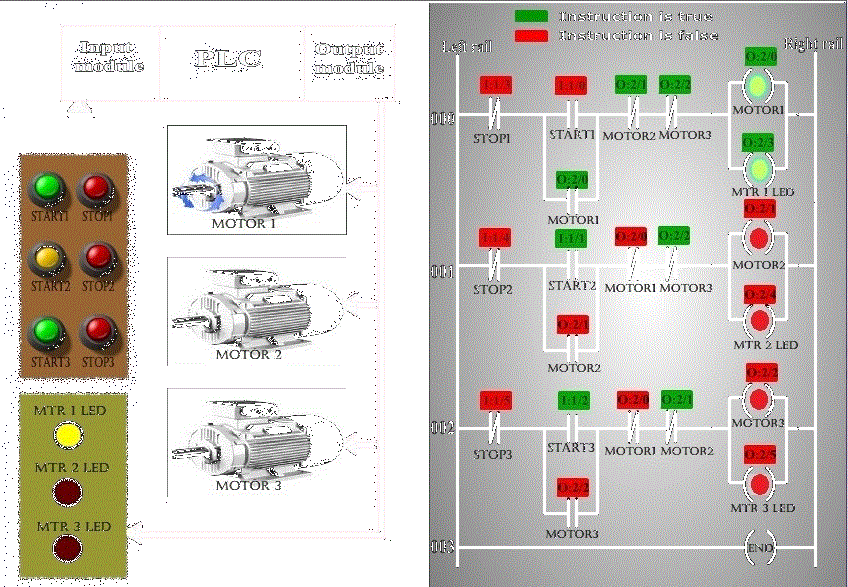 Input
module
PLC
Output
module
START1 STOP1
START2 STOP2
START3 STOP3
MTR 1 LED
MTR 2 LED
MTR 3 LED
MOTOR 1
MOTOR 2
MOTOR 3
Instruction is true
Instruction is false
Left rail
Right rail
O:2/0
I:1/3 I:1/0 O:2/1 O:2/2
000
STOP1 START1 MOTOR2 MOTOR3 MOTOR1
O:2/3
O:2/0
MTR 1 LED
MOTOR1
O:2/1
I:1/4 I:1/1 O:2/0 O:2/2
001
STOP2 START2 MOTOR1 MOTOR3 MOTOR2
O:2/4
O:2/1
MTR 2 LED
MOTOR2
O:2/2
I:1/5 I:1/2 O:2/0 O:2/1
002
STOP3 START3 MOTOR1 MOTOR2 MOTOR3
O:2/5
O:2/2
MTR 3 LED
MOTOR3
003
END